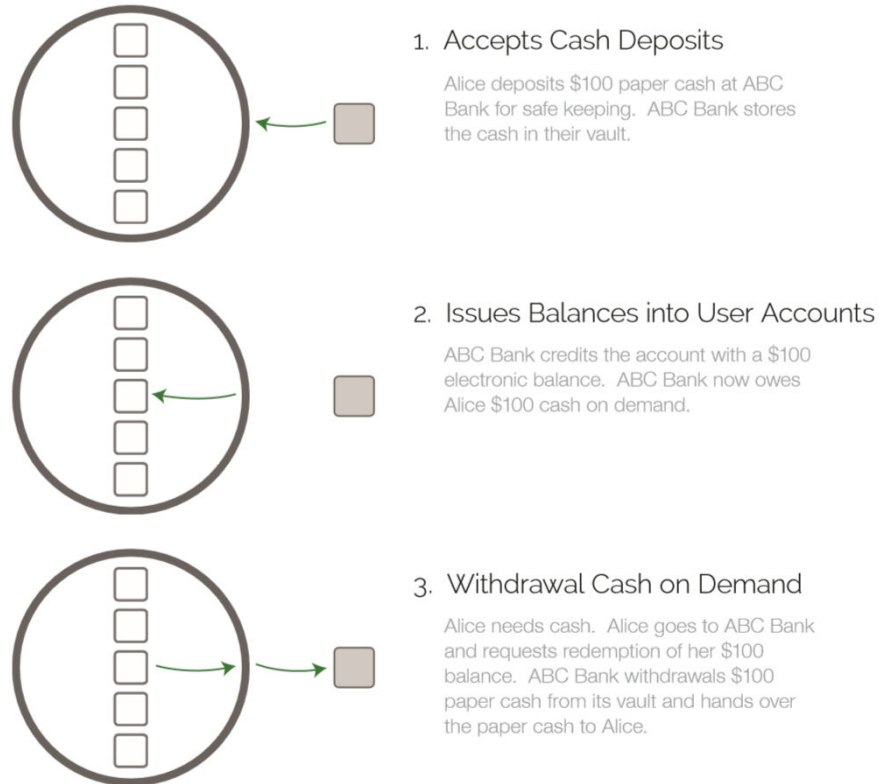 1. Accepts Cash Deposits
Alice deposits $100 paper cash at ABC
Bank for safe keeping. ABC Bank stores
the cash in their vault.
2. Issues Balances into User Accounts
ABC Bank credits the account with a $100
electronic balance. ABC Bank now owes
Alice $100 cash on demand.
3. Withdrawal Cash on Demand
Alice needs cash. Alice goes to ABC Bank
and requests redemption of her $100
balance. ABC Bank withdrawals $100
paper cash from its vault and hands over
the paper cash to Alice.